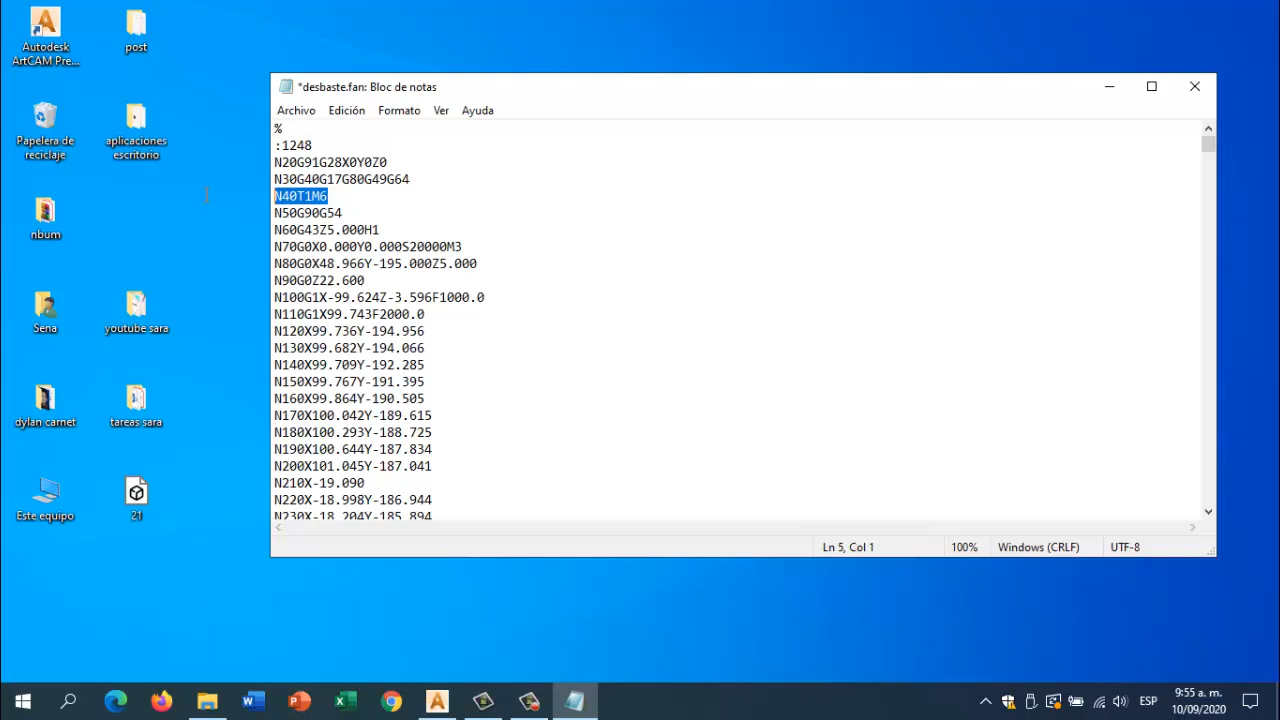 Autodesk
ArtCAM Pre...
post
Papelera de
reciclaje
aplicaciones
escritorio
nbum
Sena
youtube sara
dylan carnet
tareas sara
Este equipo
21
*desbaste.fan: Bloc de notas
Archivo Edición Formato Ver Ayuda
%
:1248
N20G91G28X0Y0Z0
N30G40G17G80G49G64
N40T1M6
N50G90G54
N60G43Z5.000H1
N70G0X0.000Y0.000S20000M3
N80G0X48.966Y-195.000Z5.000
N90G0Z22.600
N100G1X-99.624Z-3.596F1000.0
N110G1X99.743F2000.0
N120X99.736Y-194.956
N130X99.682Y-194.066
N140X99.709Y-192.285
N150X99.767Y-191.395
N160X99.864Y-190.505
N170X100.042Y-189.615
N180X100.293Y-188.725
N190X100.644Y-187.834
N200X101.045Y-187.041
N210X-19.090
N220X-18.998Y-186.944
N230X-18.204Y-185.894
Ln 5, Col 1 100% Windows (CRLF) UTF-8
ESP
9:55 a. m.
10/09/2020